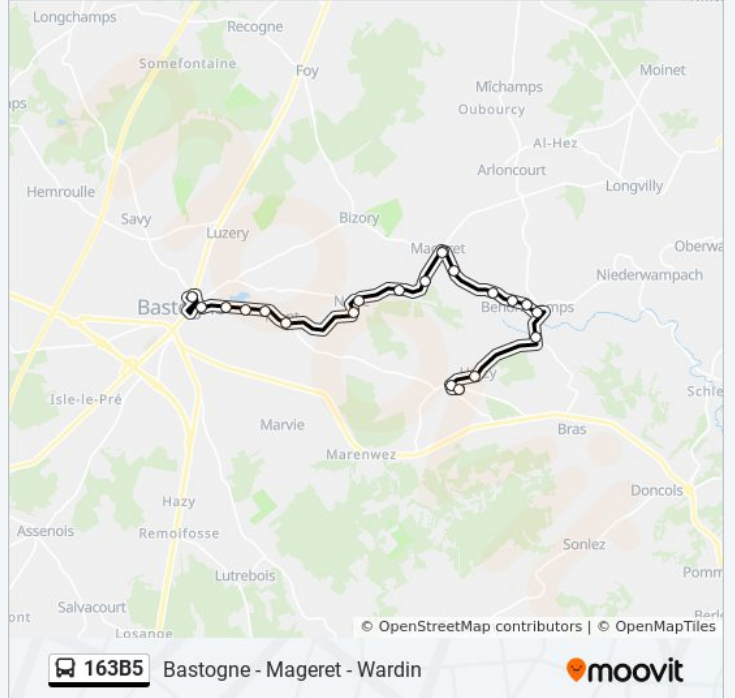 Longchamps
Recogne
Somefontaine
Foy
Moinet
Michamps
Oubourcy
Al-Hez
Arloncourt
Longvilly
Hemroulle
Savy
Bizory
Luzery
Oberwa
Niederwampach
Isle-le-Pré
Schle
Marvie
Bras
Marenwez
Doncols
Hazy
Assenois
Remoifosse
Sonlez
Lutrebois
Pomm
Salvacourt
Losange
© OpenStreetMap contributors | © OpenMapTiles
163B5 Bastogne - Mageret - Wardin
moovit